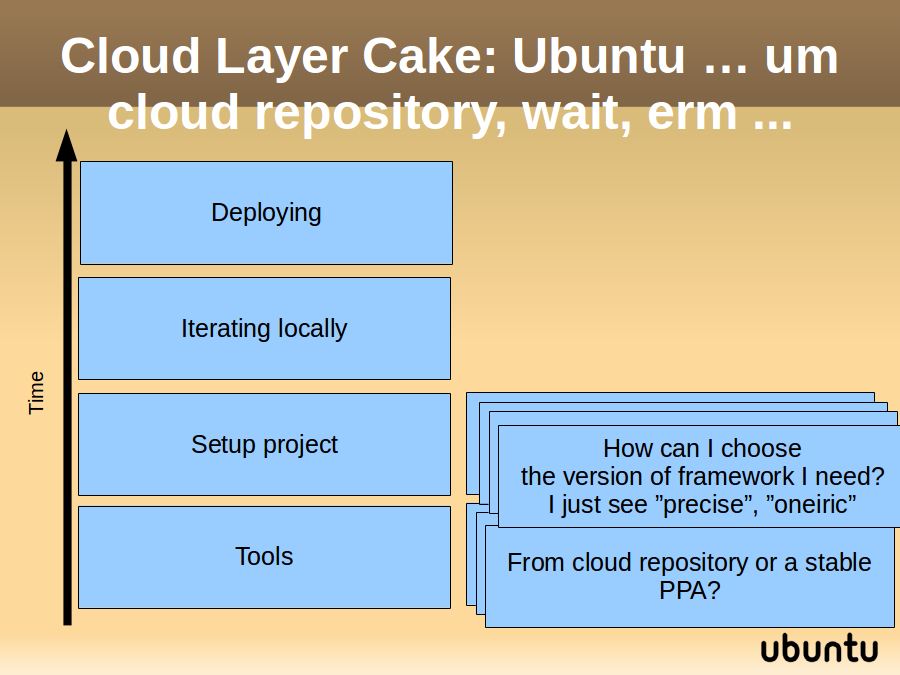 Cloud Layer Cake: Ubuntu … um
cloud repository, wait, erm ...
Deploying
Iterating locally
Time
Setup project
How can I choose
the version of framework I need?
I just see ”precise”, ”oneiric”
Tools
From cloud repository or a stable
PPA?
ubuntu